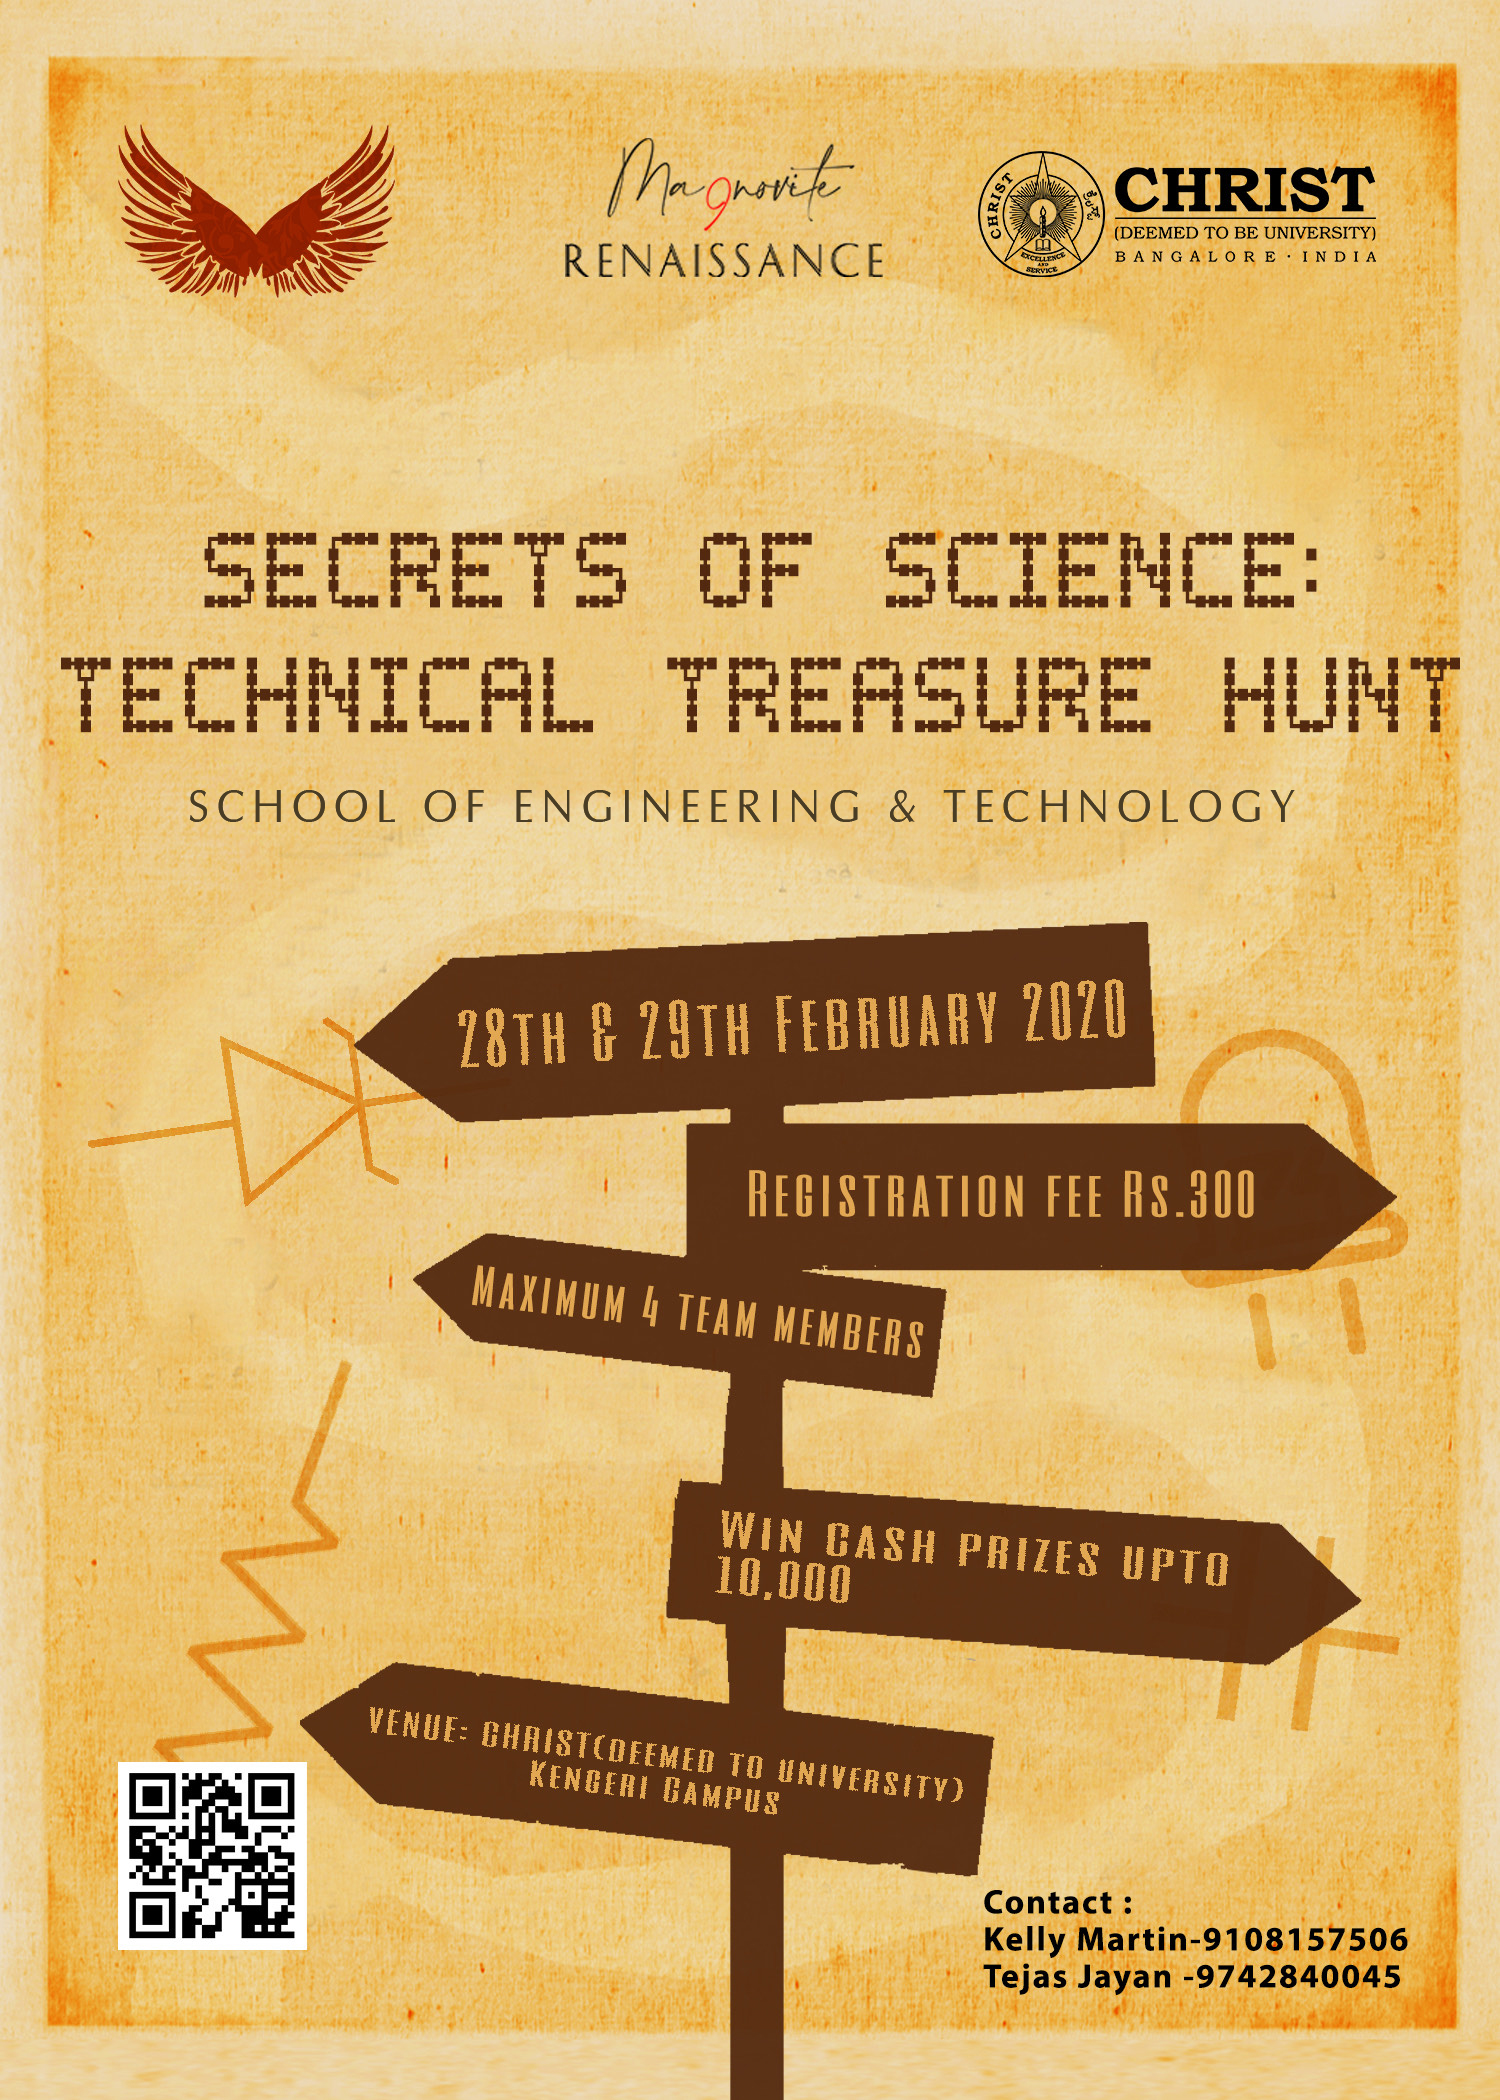 Ma9novite
RENAISSANCE
CHRIST
EXCELLENCE
AND
SERVICE
CHRIST
(DEEMED TO BE UNIVERSITY)
BANGALORE · INDIA
SECRETS OF SCIENCE:
TECHNICAL TREASURE HUNT
SCHOOL OF ENGINEERING & TECHNOLOGY
28TH & 29TH FEBRUARY 2020
REGISTRATION FEE RS.300
MAXIMUM 4 TEAM MEMBERS
WIN CASH PRIZES UPTO
10,000
VENUE: CHRIST(DEEMED TO UNIVERSITY)
KENGERI CAMPUS
Contact :
Kelly Martin-9108157506
Tejas Jayan -9742840045